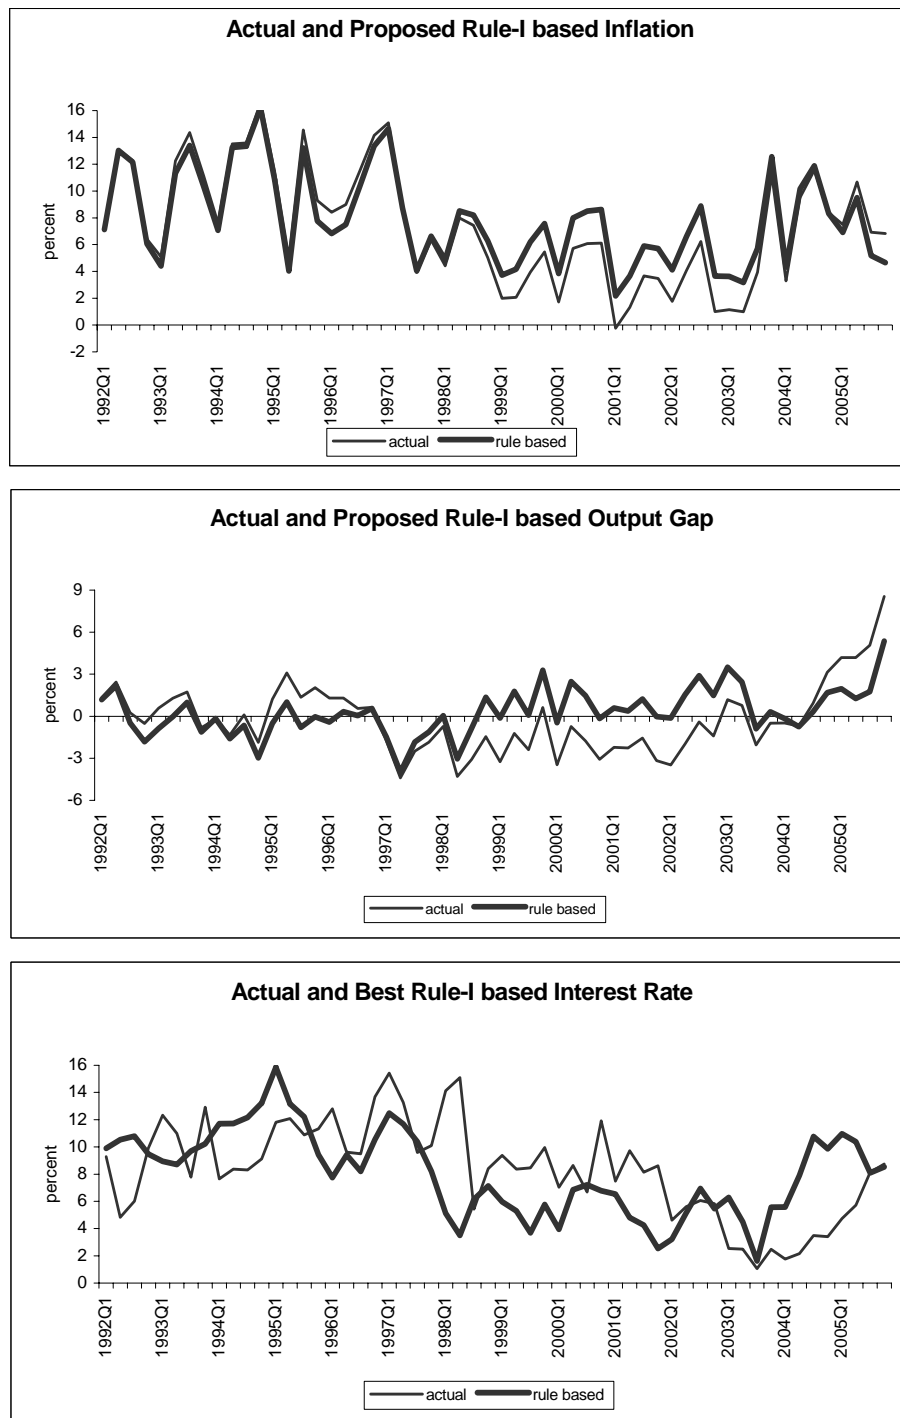 Actual and Proposed Rule-I based Inflation
16
14
12
10
8
6
4
2
0
-2
percent
1992Q1
1993Q1
1994Q1
1995Q1
1996Q1
1997Q1
1998Q1
1999Q1
2000Q1
2001Q1
2002Q1
2003Q1
2004Q1
2005Q1
actual rule based
Actual and Proposed Rule-I based Output Gap
9
6
3
0
-3
-6
percent
1992Q1
1993Q1
1994Q1
1995Q1
1996Q1
1997Q1
1998Q1
1999Q1
2000Q1
2001Q1
2002Q1
2003Q1
2004Q1
2005Q1
actual rule based
Actual and Best Rule-I based Interest Rate
16
14
12
10
8
6
4
2
0
percent
1992Q1
1993Q1
1994Q1
1995Q1
1996Q1
1997Q1
1998Q1
1999Q1
2000Q1
2001Q1
2002Q1
2003Q1
2004Q1
2005Q1
actual rule based